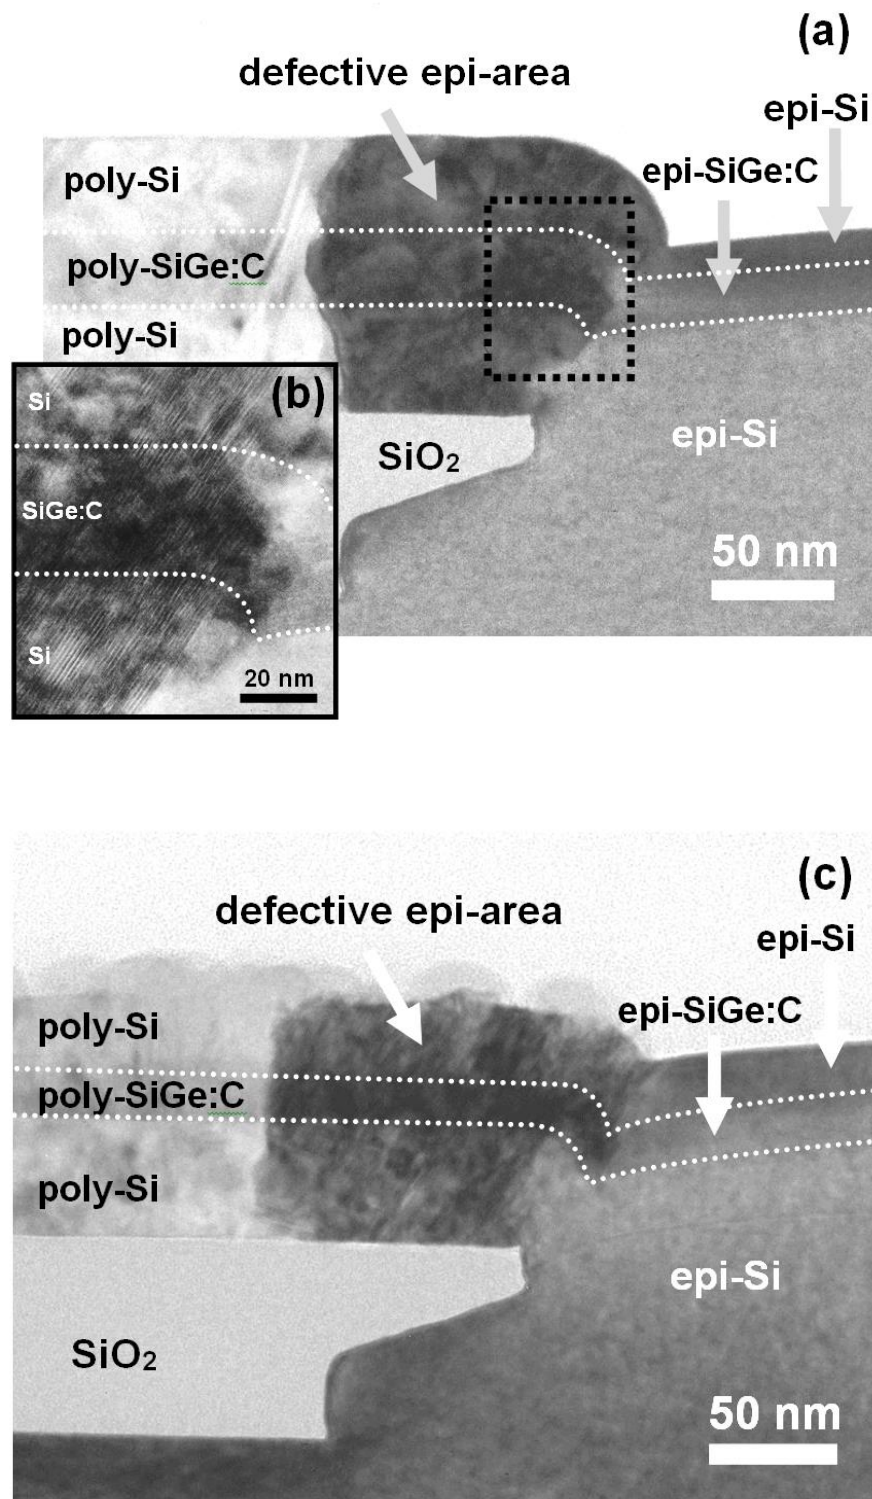 (a)
defective epi-area
epi-Si
epi-SiGe:C
poly-Si
poly-SiGe:C
poly-Si
(b)
Si
SiGe:C
Si
20 nm
SiO₂
epi-Si
50 nm
(c)
defective epi-area
epi-Si
epi-SiGe:C
poly-Si
poly-SiGe:C
poly-Si
epi-Si
SiO₂
50 nm